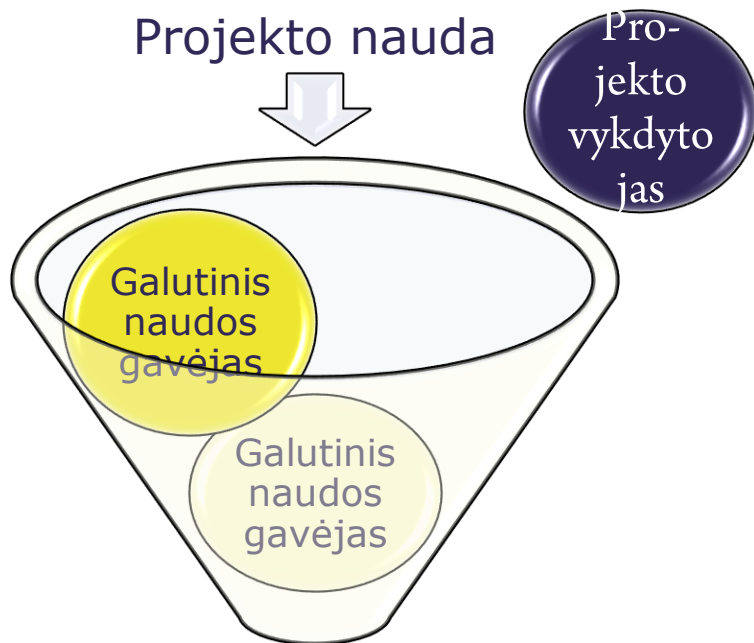 Projekto nauda
Pro-
jekto
vykdyto
jas
Galutinis
naudos
gavėjas
Galutinis
naudos
gavėjas